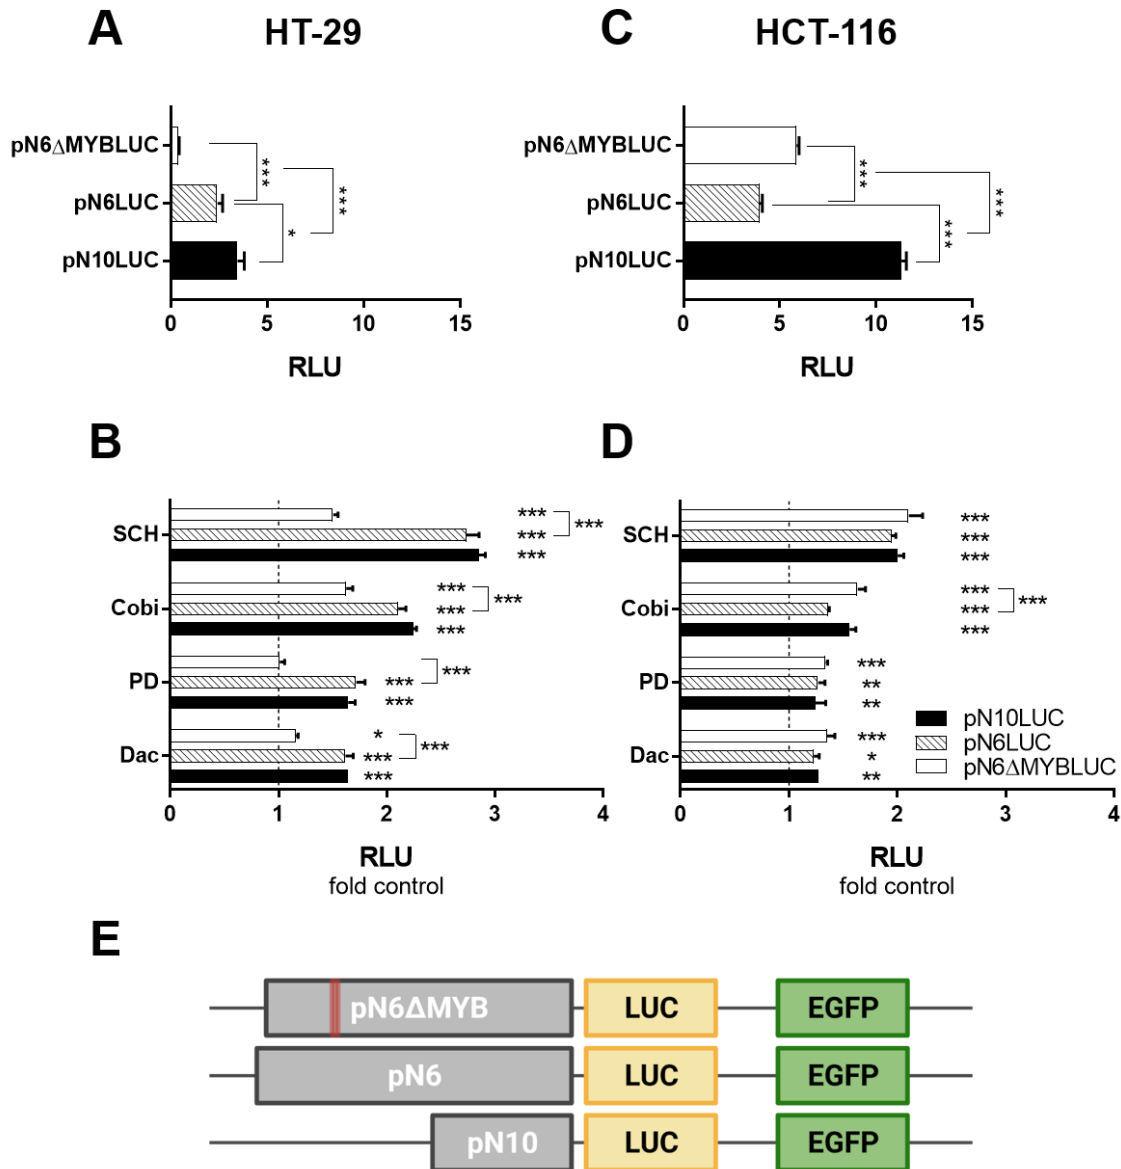 A HT-29
pN6ΔMYBLUC
pN6LUC
pN10LUC
***
*
***
0 5 10 15
RLU
C HCT-116
pN6ΔMYBLUC
pN6LUC
pN10LUC
***
***
***
0 5 10 15
RLU
B
SCH
*** ***
***
***
Cobi
*** ***
***
***
PD
***
***
***
Dac
* ***
***
***
0 1 2 3 4
RLU
fold control
D
SCH
***
***
***
Cobi
*** ***
***
***
PD
***
**
**
Dac
***
*
**
pN10LUC
pN6LUC
pN6ΔMYBLUC
0 1 2 3 4
RLU
fold control
E
pN6ΔMYB LUC EGFP
pN6 LUC EGFP
pN10 LUC EGFP